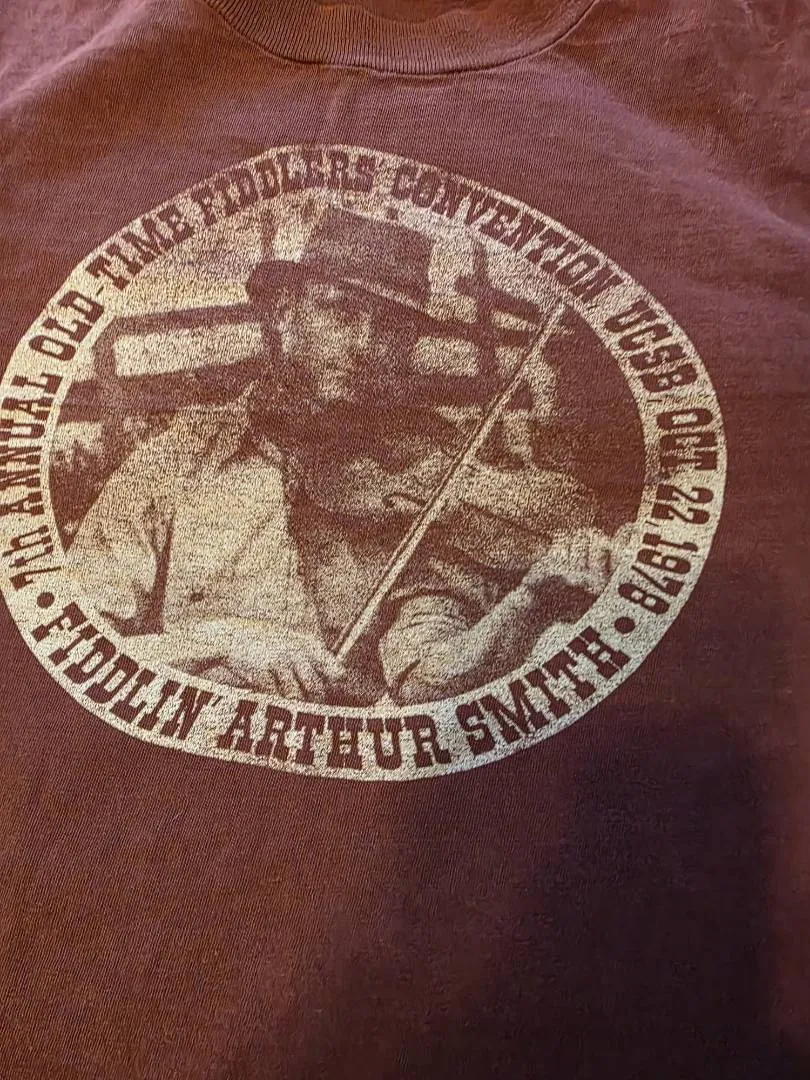 7th ANNUAL OLD-TIME FIDDLERS' CONVENTION UCSB OCT 22, 1978
• FIDDLIN' ARTHUR SMITH •